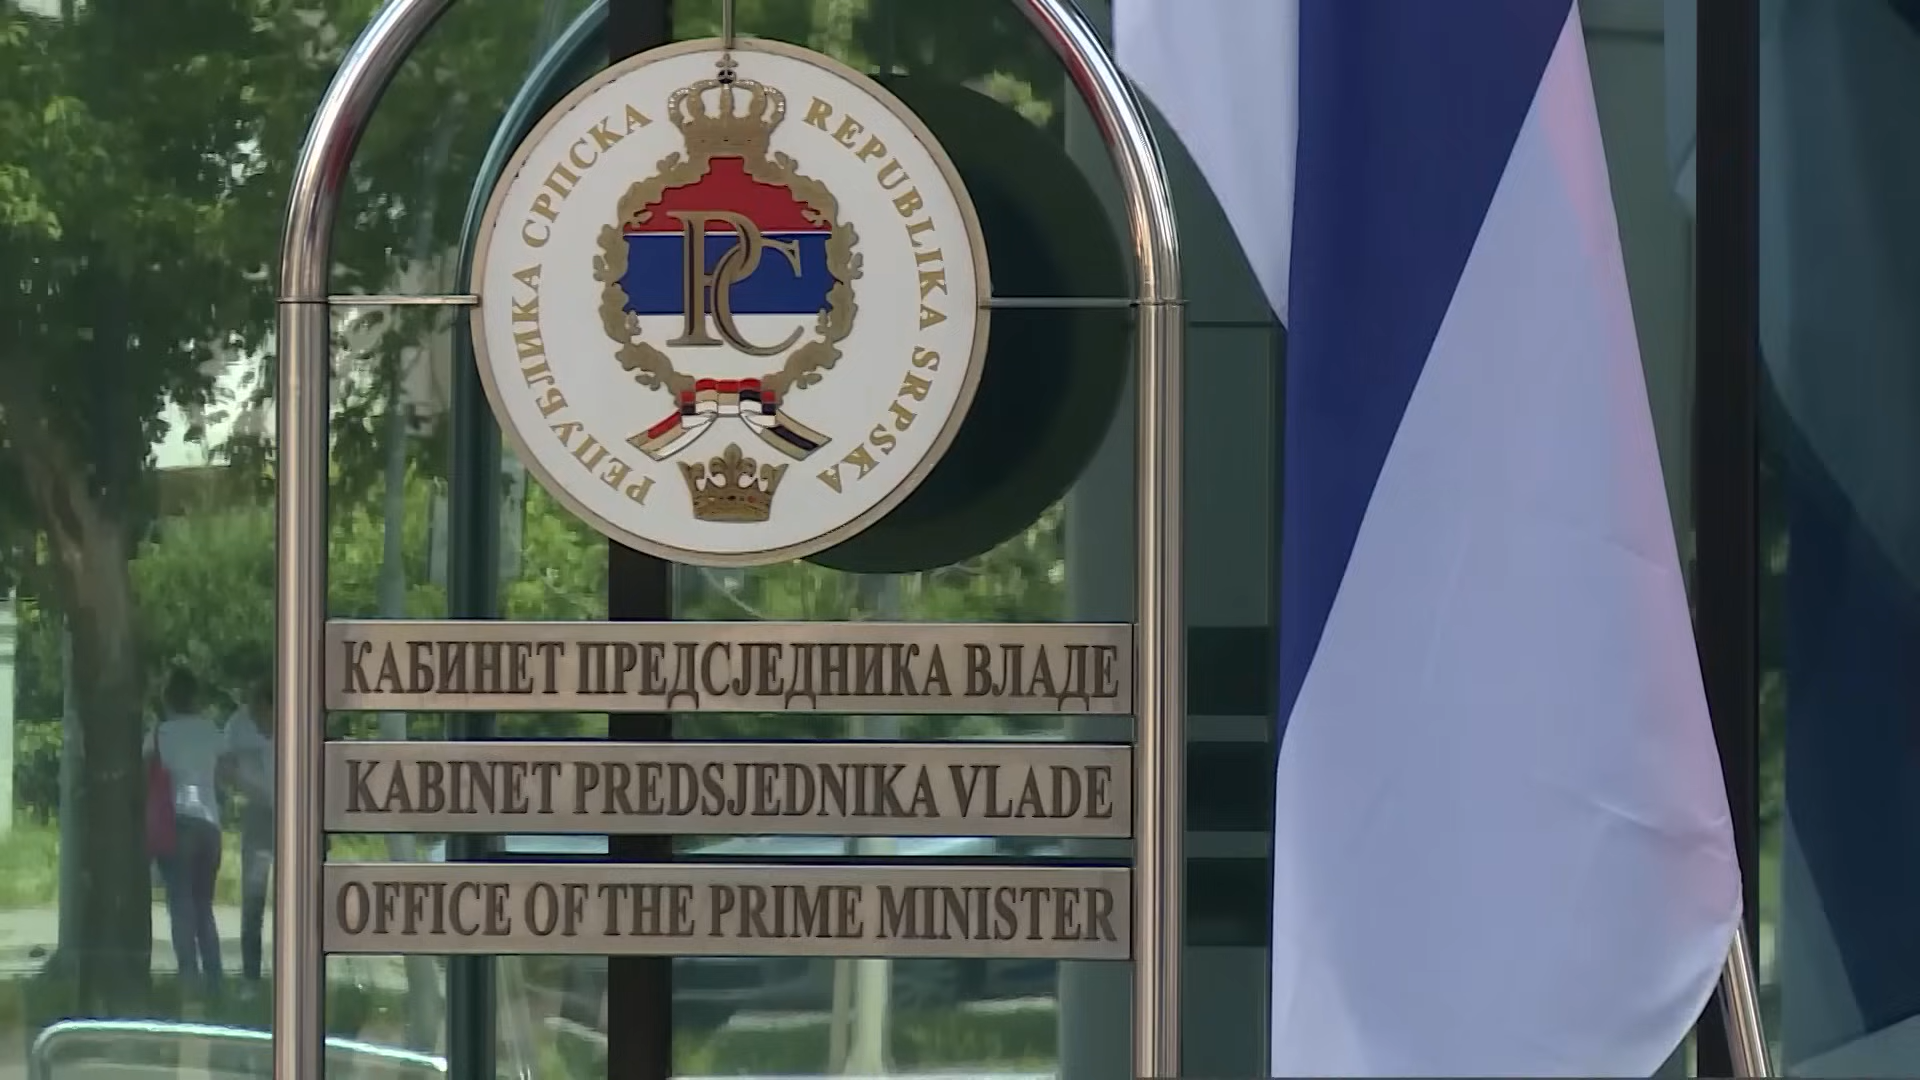 РЕПУБЛИКА СРПСКА
REPUBLIKA SRPSKA
РС
КАБИНЕТ ПРЕДСЈЕДНИКА ВЛАДЕ
KABINET PREDSJEDNIKA VLADE
OFFICE OF THE PRIME MINISTER